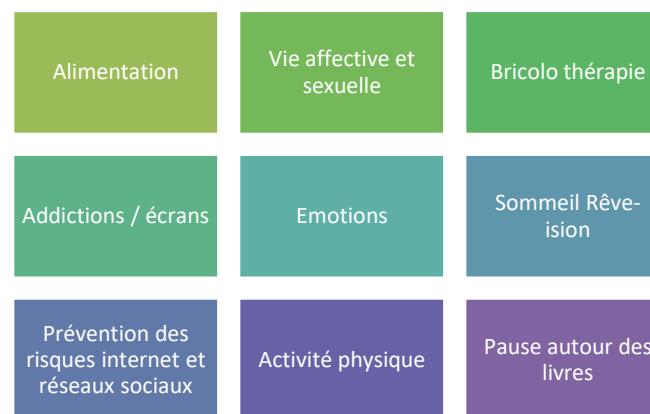 Alimentation
Vie affective et
sexuelle
Bricolo thérapie
Addictions / écrans
Emotions
Sommeil Rêve-
ision
Prévention des
risques internet et
réseaux sociaux
Activité physique
Pause autour des
livres